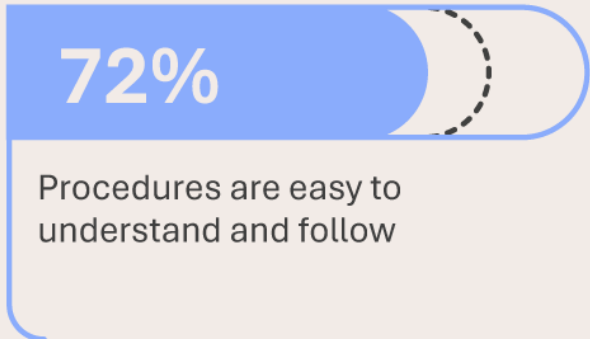 72%
Procedures are easy to
understand and follow